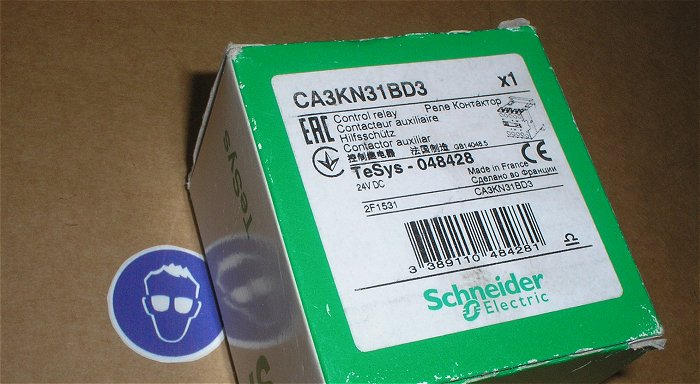 CA3KN31BD3
x1
EAC
Control relay
Реле Контактор
Contacteur auxiliaire
Hilfsschütz
Contactor auxiliar
控制继电器 法国制造 GB14048.5
TeSys - 048428
24V DC
Made in France
Сделано во Франции
CE
2F1531
CA3KN31BD3
3 389110 484281
Schneider
Electric
TeSys